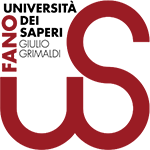 FANO
UNIVERSITÀ
DEI
SAPERI
GIULIO
GRIMALDI
us